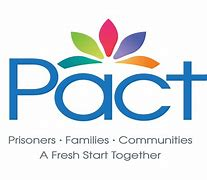 Pact
Prisoners · Families · Communities
A Fresh Start Together